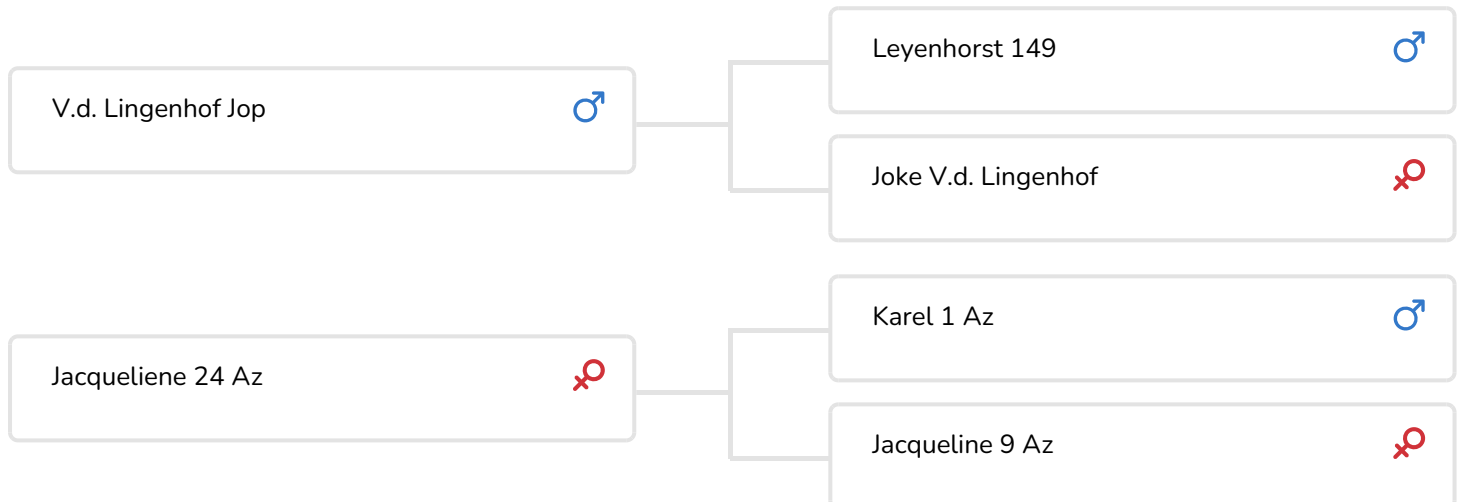 Leyenhorst 149
V.d. Lingenhof Jop
Joke V.d. Lingenhof
Karel 1 Az
Jacqueliene 24 Az
Jacqueline 9 Az